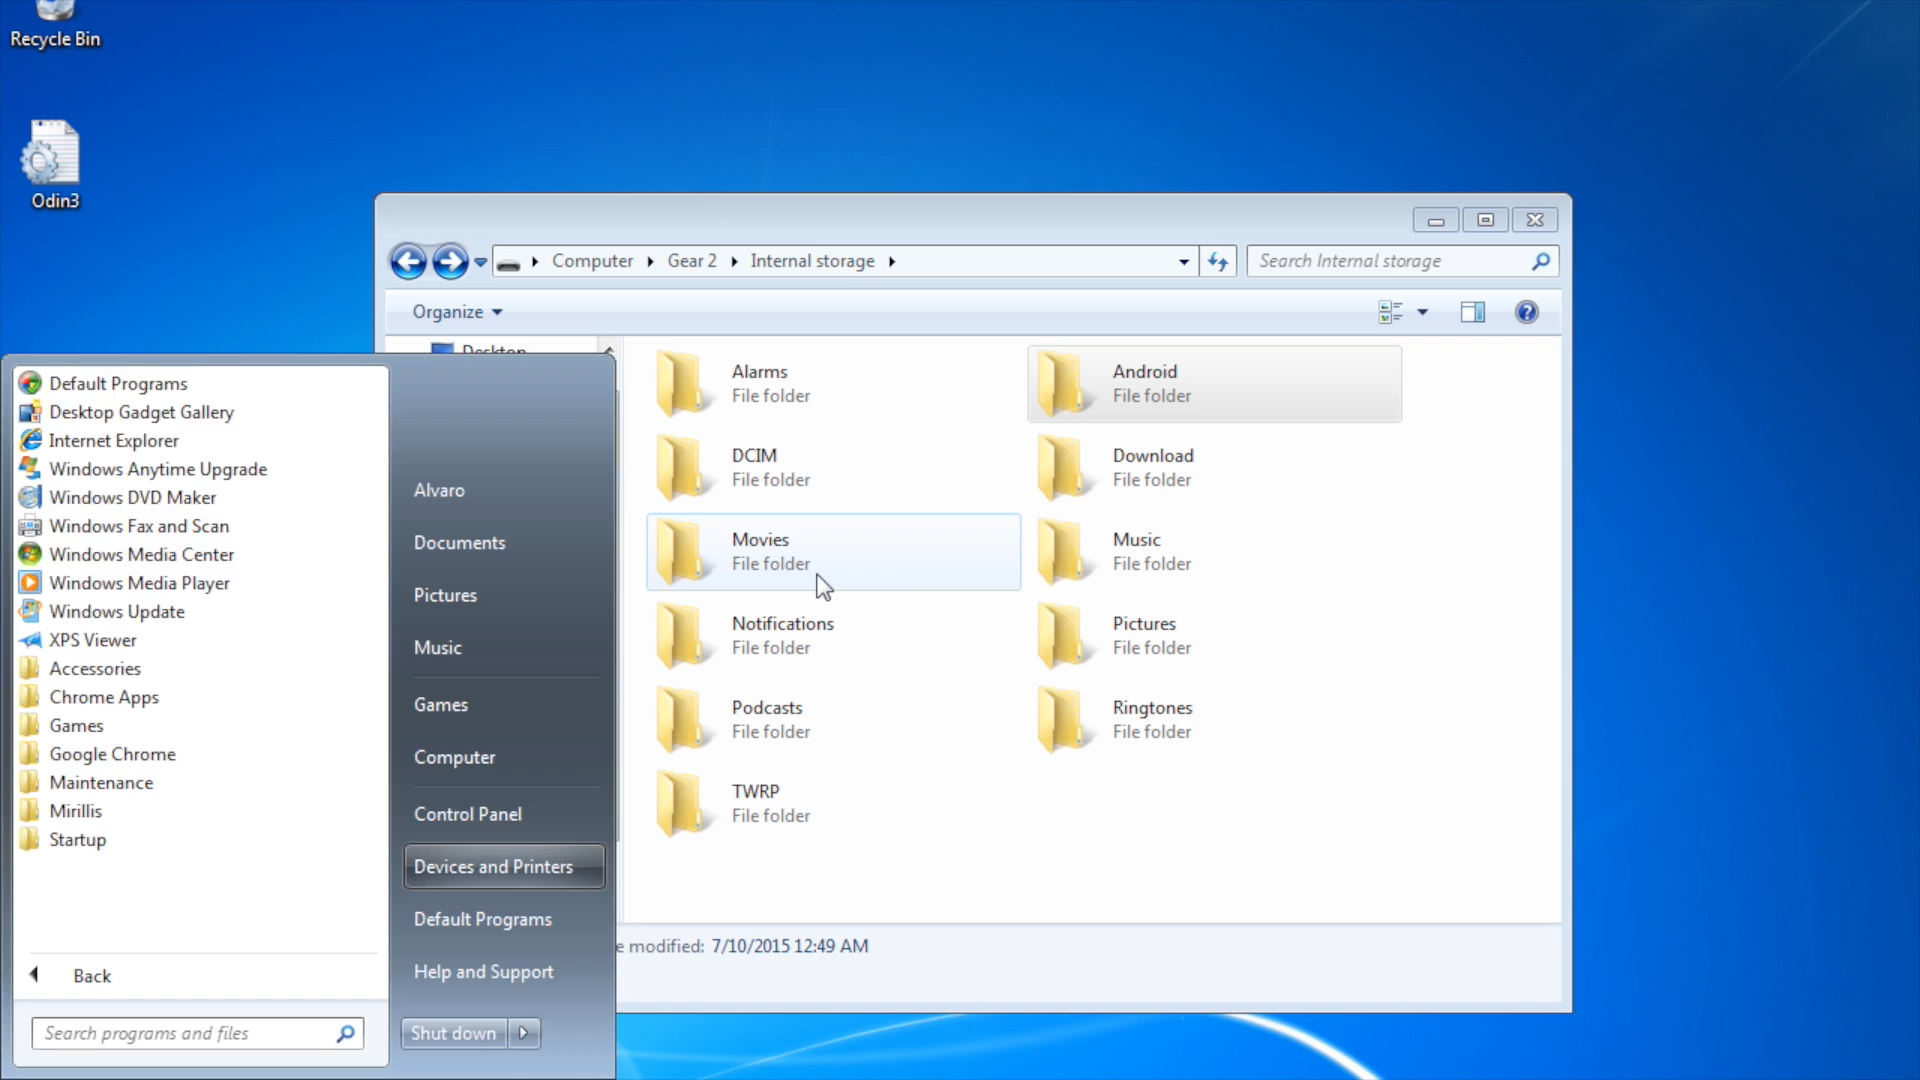 Recycle Bin
Odin3
Computer
Gear 2
Internal storage
Search Internal storage
Organize
Desktop
Alarms
File folder
Android
File folder
DCIM
File folder
Download
File folder
Movies
File folder
Music
File folder
Notifications
File folder
Pictures
File folder
Podcasts
File folder
Ringtones
File folder
TWRP
File folder
e modified: 7/10/2015 12:49 AM
Default Programs
Desktop Gadget Gallery
Internet Explorer
Windows Anytime Upgrade
Windows DVD Maker
Windows Fax and Scan
Windows Media Center
Windows Media Player
Windows Update
XPS Viewer
Accessories
Chrome Apps
Games
Google Chrome
Maintenance
Mirillis
Startup
Back
Search programs and files
Alvaro
Documents
Pictures
Music
Games
Computer
Control Panel
Devices and Printers
Default Programs
Help and Support
Shut down